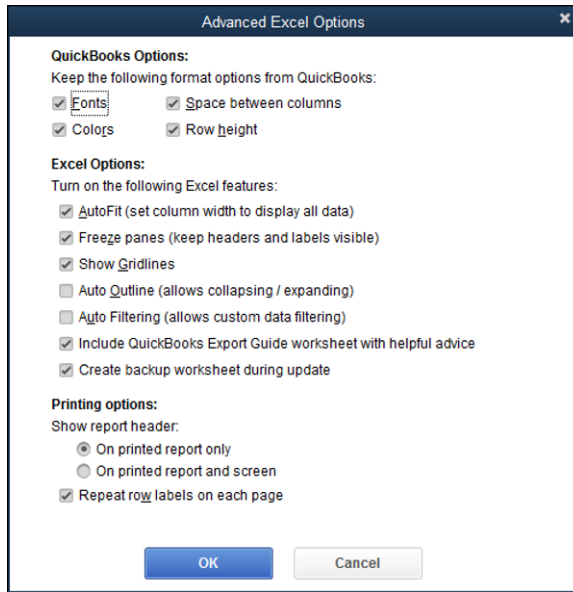 Advanced Excel Options
QuickBooks Options:
Keep the following format options from QuickBooks:
Fonts Space between columns
Colors Row height
Excel Options:
Turn on the following Excel features:
AutoFit (set column width to display all data)
Freeze panes (keep headers and labels visible)
Show Gridlines
Auto Outline (allows collapsing / expanding)
Auto Filtering (allows custom data filtering)
Include QuickBooks Export Guide worksheet with helpful advice
Create backup worksheet during update
Printing options:
Show report header:
On printed report only
On printed report and screen
Repeat row labels on each page
OK Cancel